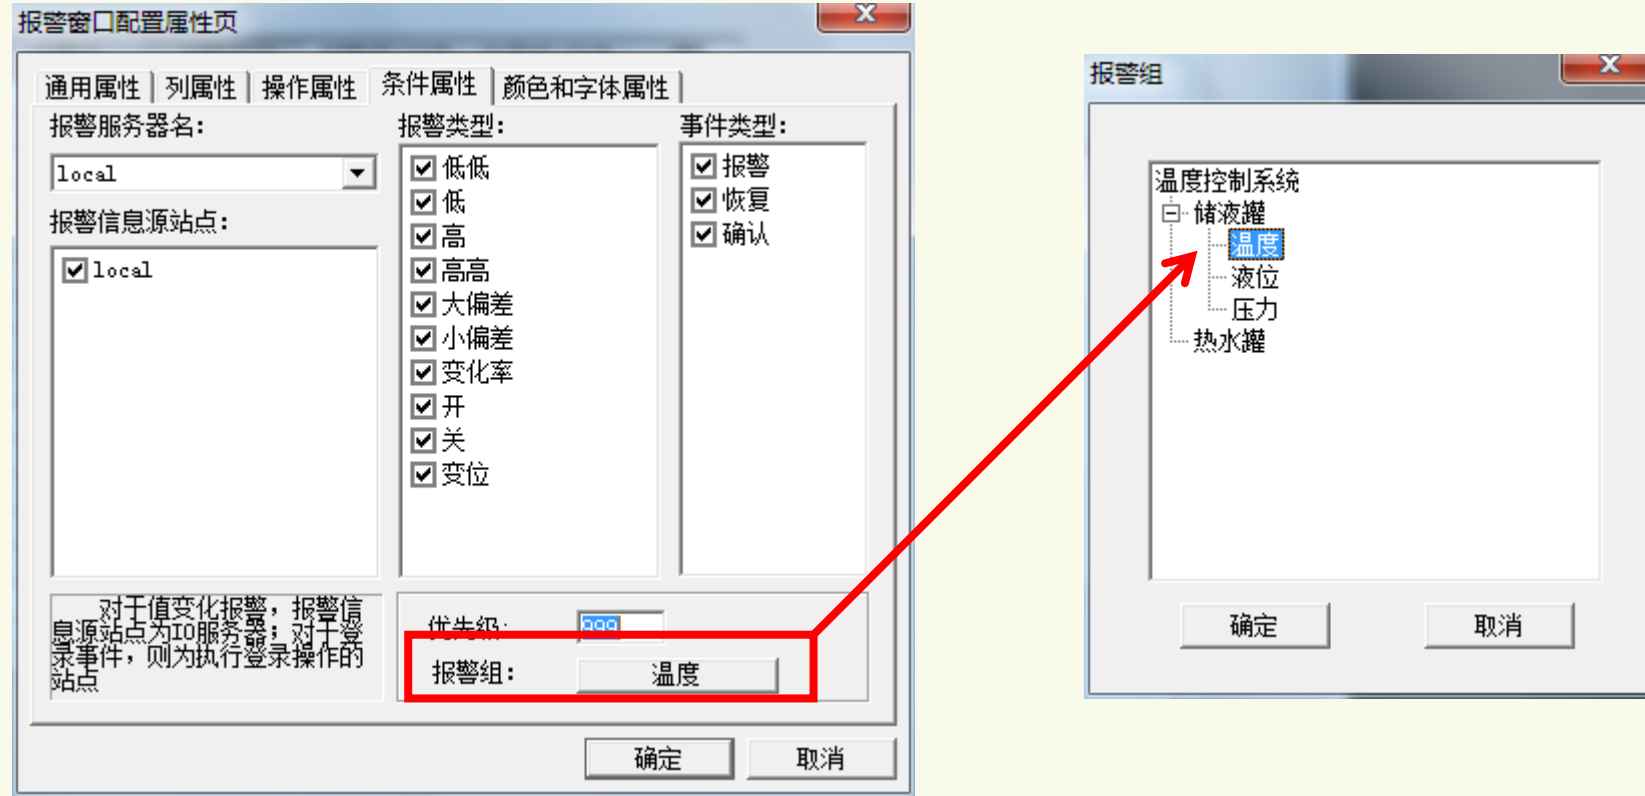 报警窗口配置属性页
通用属性 列属性 操作属性 条件属性 颜色和字体属性
报警服务器名:
local
报警信息源站点:
local
报警类型:
低低
低
高
高高
大偏差
小偏差
变化率
开
关
变位
事件类型:
报警
恢复
确认
对于值变化报警，报警信
息源站点为IO服务器；对于登
录事件，则为执行登录操作的
站点
优先级: 999
报警组: 温度
确定 取消
报警组
温度控制系统
储液罐
温度
液位
压力
热水罐
确定 取消